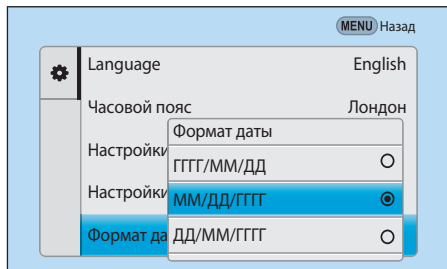 MENU Назад
Language English
Часовой пояс Лондон
Формат даты
Настройки
ГГГГ/ММ/ДД
Настройки ММ/ДД/ГГГГ
Формат да ДД/ММ/ГГГГ